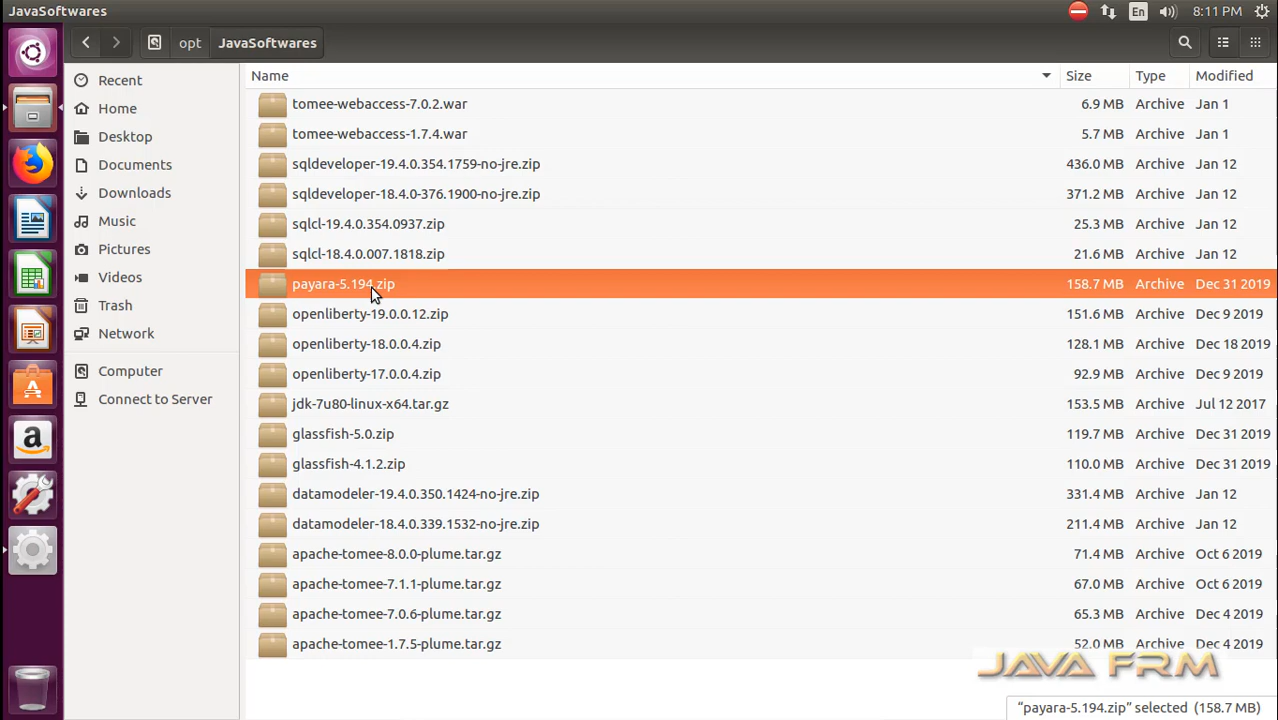 JavaSoftwares
En
8:11 PM
opt
JavaSoftwares
Recent
Home
Desktop
Documents
Downloads
Music
Pictures
Videos
Trash
Network
Computer
Connect to Server
Name Size Type Modified
tomee-webaccess-7.0.2.war 6.9 MB Archive Jan 1
tomee-webaccess-1.7.4.war 5.7 MB Archive Jan 1
sqldeveloper-19.4.0.354.1759-no-jre.zip 436.0 MB Archive Jan 12
sqldeveloper-18.4.0-376.1900-no-jre.zip 371.2 MB Archive Jan 12
sqlcl-19.4.0.354.0937.zip 25.3 MB Archive Jan 12
sqlcl-18.4.0.007.1818.zip 21.6 MB Archive Jan 12
payara-5.194.zip 158.7 MB Archive Dec 31 2019
openliberty-19.0.0.12.zip 151.6 MB Archive Dec 9 2019
openliberty-18.0.0.4.zip 128.1 MB Archive Dec 18 2019
openliberty-17.0.0.4.zip 92.9 MB Archive Dec 9 2019
jdk-7u80-linux-x64.tar.gz 153.5 MB Archive Jul 12 2017
glassfish-5.0.zip 119.7 MB Archive Dec 31 2019
glassfish-4.1.2.zip 110.0 MB Archive Dec 31 2019
datamodeler-19.4.0.350.1424-no-jre.zip 331.4 MB Archive Jan 12
datamodeler-18.4.0.339.1532-no-jre.zip 211.4 MB Archive Jan 12
apache-tomee-8.0.0-plume.tar.gz 71.4 MB Archive Oct 6 2019
apache-tomee-7.1.1-plume.tar.gz 67.0 MB Archive Oct 6 2019
apache-tomee-7.0.6-plume.tar.gz 65.3 MB Archive Dec 4 2019
apache-tomee-1.7.5-plume.tar.gz 52.0 MB Archive Dec 4 2019
JAVA FRM
“payara-5.194.zip” selected (158.7 MB)